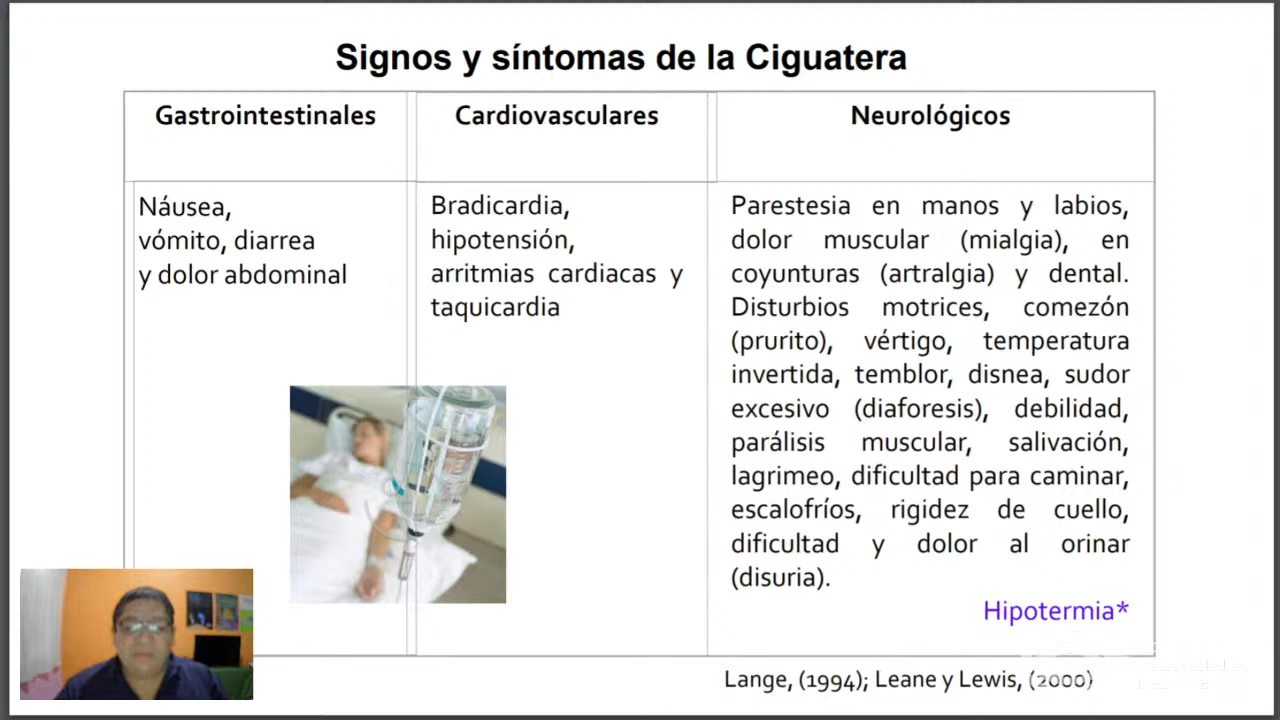 Signos y síntomas de la Ciguatera
Gastrointestinales
Cardiovasculares
Neurológicos
Náusea,
vómito, diarrea
y dolor abdominal
Bradicardia,
hipotensión,
arritmias cardiacas y
taquicardia
Parestesia en manos y labios,
dolor muscular (mialgia), en
coyunturas (artralgia) y dental.
Disturbios motrices, comezón
(prurito), vértigo, temperatura
invertida, temblor, disnea, sudor
excesivo (diaforesis), debilidad,
parálisis muscular, salivación,
lagrimeo, dificultad para caminar,
escalofríos, rigidez de cuello,
dificultad y dolor al orinar
(disuria).
Hipotermia*
Lange, (1994); Leane y Lewis, (2000)